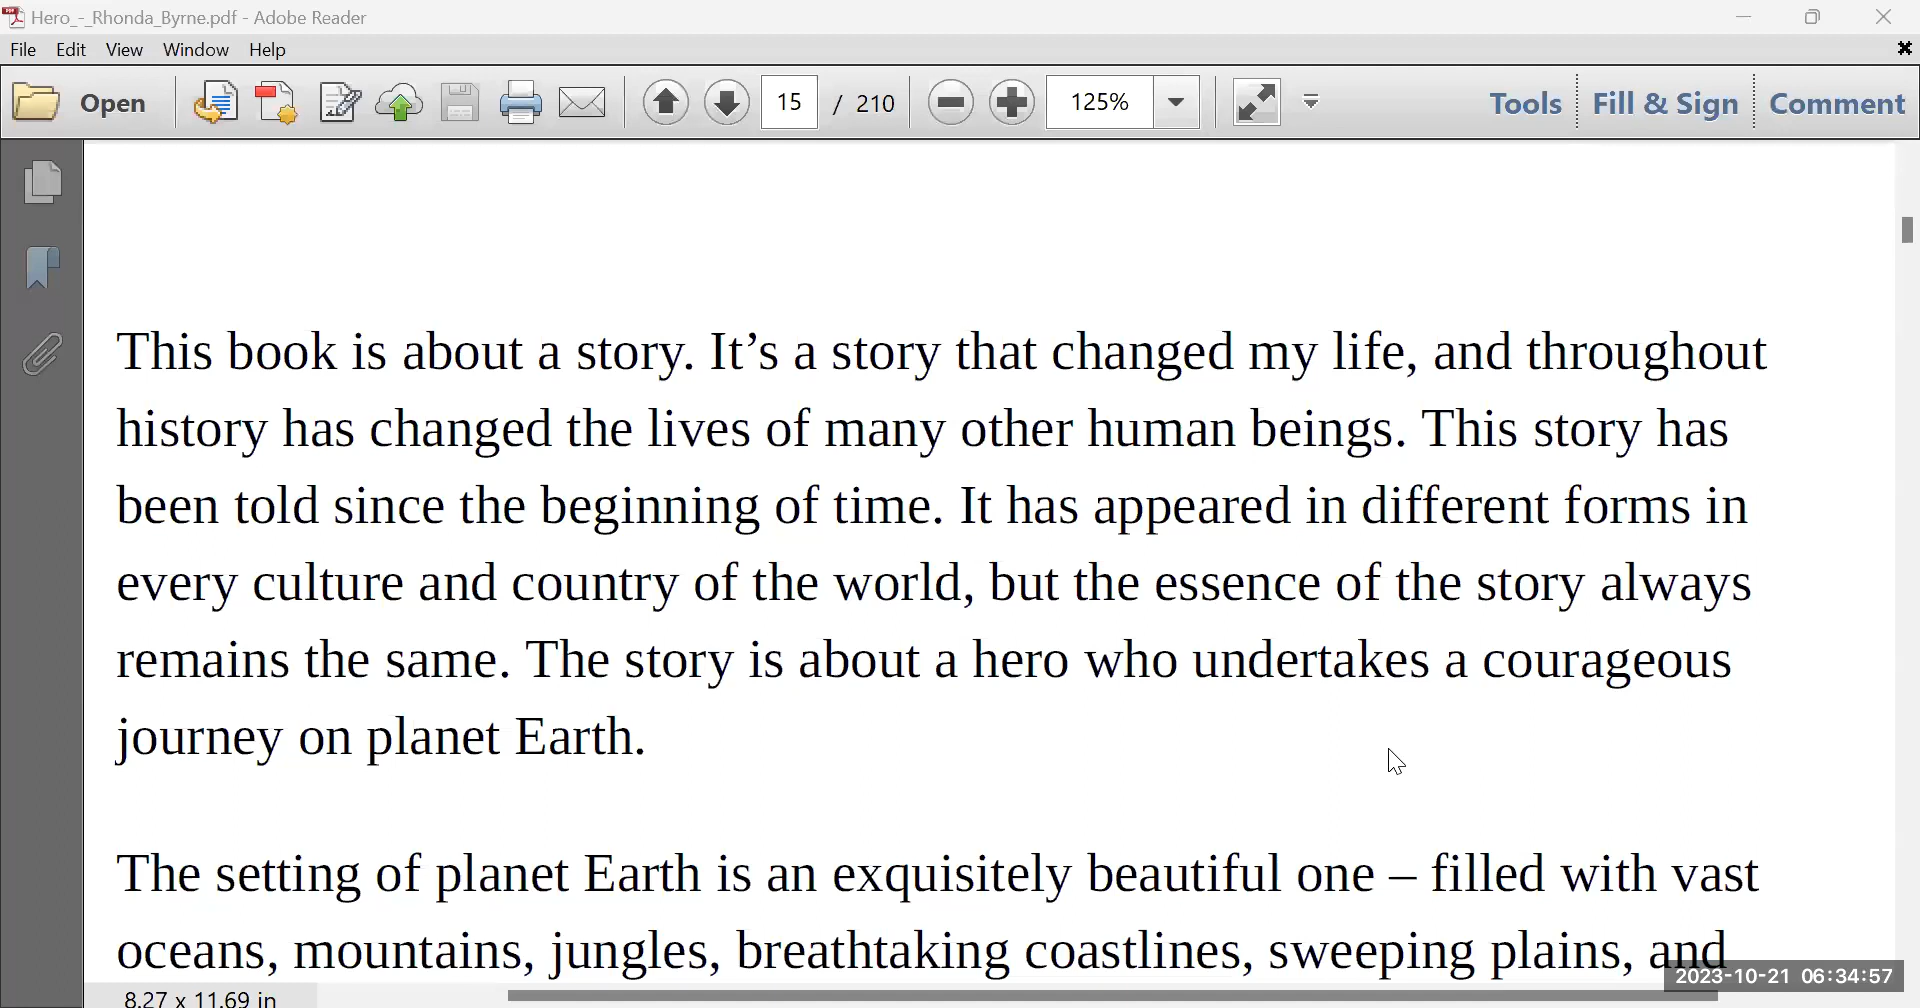 Hero_-_Rhonda_Byrne.pdf - Adobe Reader
File Edit View Window Help
Open 15 / 210 125% Tools Fill & Sign Comment
This book is about a story. It’s a story that changed my life, and throughout
history has changed the lives of many other human beings. This story has
been told since the beginning of time. It has appeared in different forms in
every culture and country of the world, but the essence of the story always
remains the same. The story is about a hero who undertakes a courageous
journey on planet Earth.
The setting of planet Earth is an exquisitely beautiful one – filled with vast
oceans, mountains, jungles, breathtaking coastlines, sweeping plains, and
2023-10-21 06:34:57
8.27 x 11.69 in